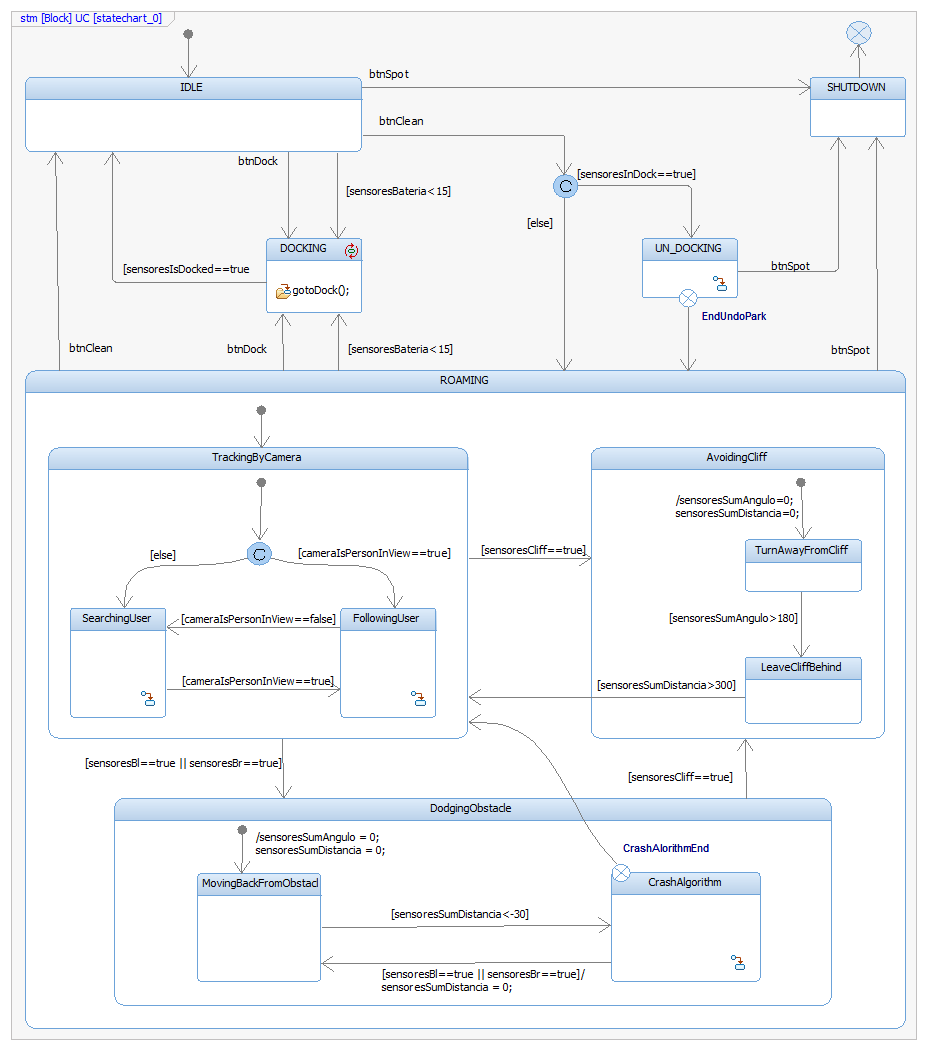 stm [Block] UC [statechart_0]
IDLE
btnSpot
SHUTDOWN
btnClean
btnDock
[sensoresBateria<15]
[sensoresInDock==true]
[else]
DOCKING
gotoDock();
UN_DOCKING
btnSpot
[sensoresIsDocked==true
EndUndoPark
btnClean
btnDock
[sensoresBateria<15]
btnSpot
ROAMING
TrackingByCamera
AvoidingCliff
/sensoresSumAngulo=0;
sensoresSumDistancia=0;
[else]
[cameraIsPersonInView==true]
[sensoresCliff==true]
TurnAwayFromCliff
SearchingUser
[cameraIsPersonInView==false]
FollowingUser
[sensoresSumAngulo>180]
LeaveCliffBehind
[cameraIsPersonInView==true]
[sensoresSumDistancia>300]
[sensoresBl==true || sensoresBr==true]
[sensoresCliff==true]
DodgingObstacle
/sensoresSumAngulo = 0;
sensoresSumDistancia = 0;
CrashAlorithmEnd
MovingBackFromObstacl
CrashAlgorithm
[sensoresSumDistancia<-30]
[sensoresBl==true || sensoresBr==true]/
sensoresSumDistancia = 0;